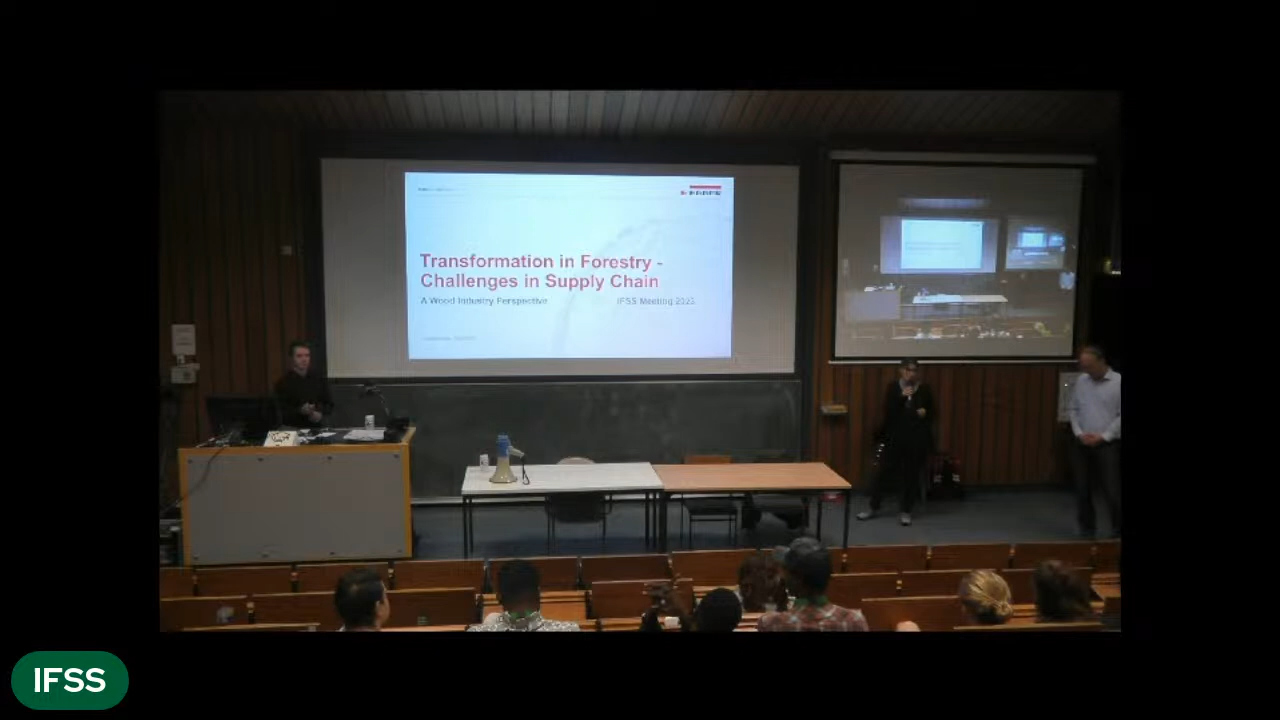 Transformation in Forestry -
Challenges in Supply Chain
A Wood Industry Perspective
IFSS Meeting 2023
IFSS